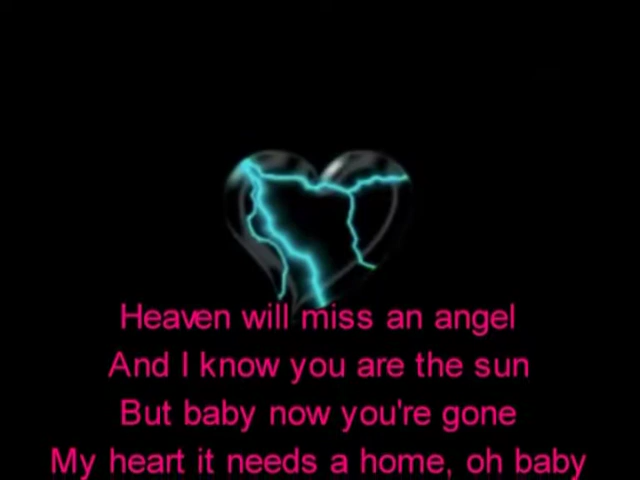 Heaven will miss an angel
And I know you are the sun
But baby now you're gone
My heart it needs a home, oh baby